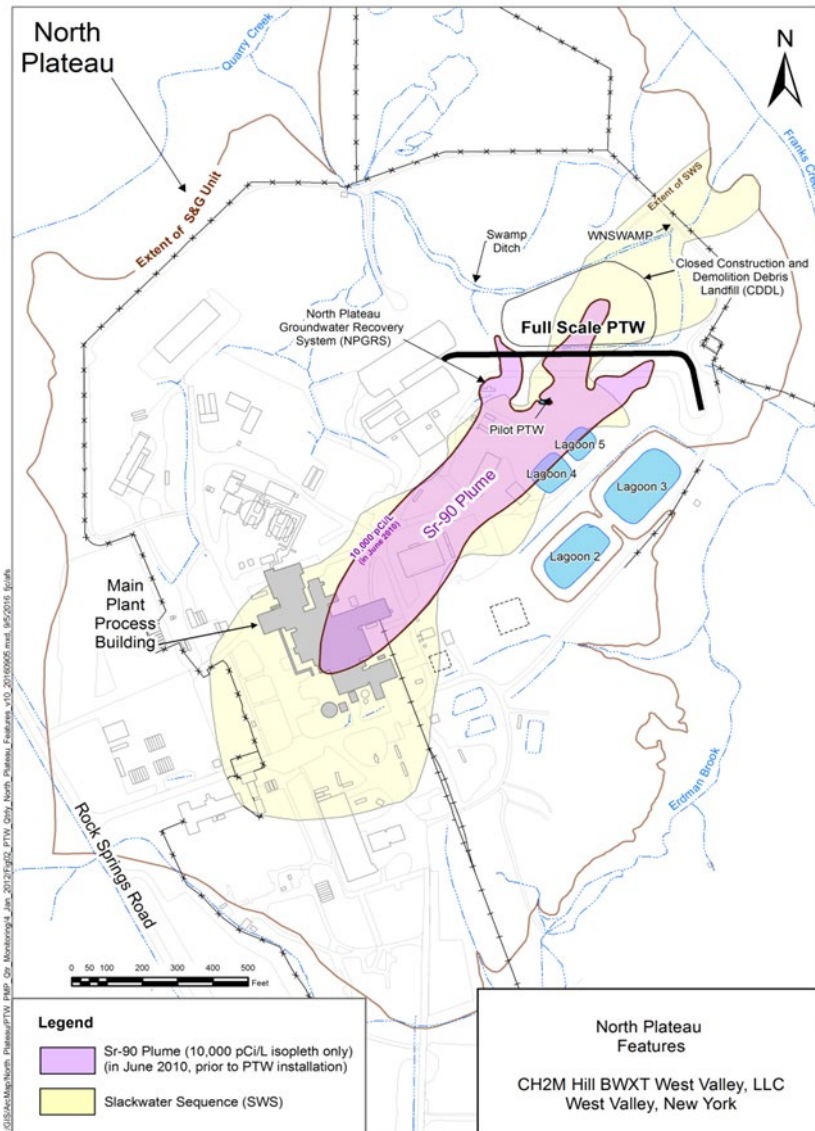 North
Plateau
Quarry Creek
N
Franks Creek
Extent of S&G Unit
Extent of SWS
Swamp
Ditch
WNSWAMP
Closed Construction and
Demolition Debris
Landfill (CDDL)
North Plateau
Groundwater Recovery
System (NPGRS)
Full Scale PTW
Pilot PTW
Lagoon 5
Lagoon 4
Lagoon 3
Lagoon 2
Sr-90 Plume
10,000 pCi/L
(in June 2010)
Main
Plant
Process
Building
Erdman Brook
Rock Springs Road
0 50 100 200 300 400 500
Feet
Legend
Sr-90 Plume (10,000 pCi/L isopleth only)
(in June 2010, prior to PTW installation)
Slackwater Sequence (SWS)
North Plateau
Features
CH2M Hill BWXT West Valley, LLC
West Valley, New York